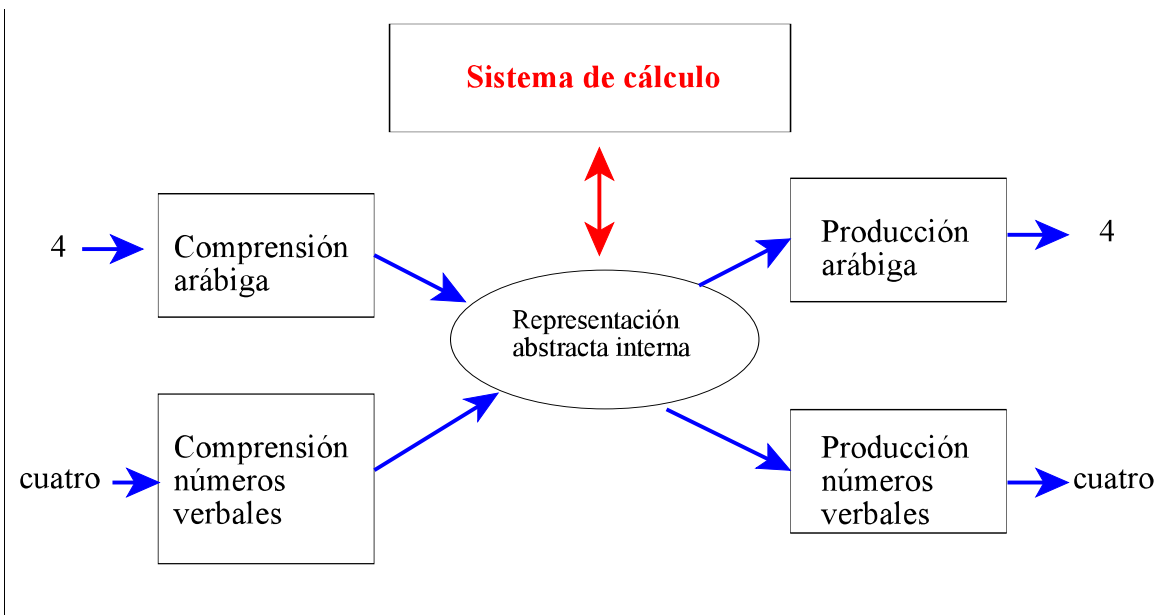 Sistema de cálculo
4
Comprensión
arábiga
Representación
abstracta interna
Producción
arábiga
4
cuatro
Comprensión
números
verbales
Producción
números
verbales
cuatro